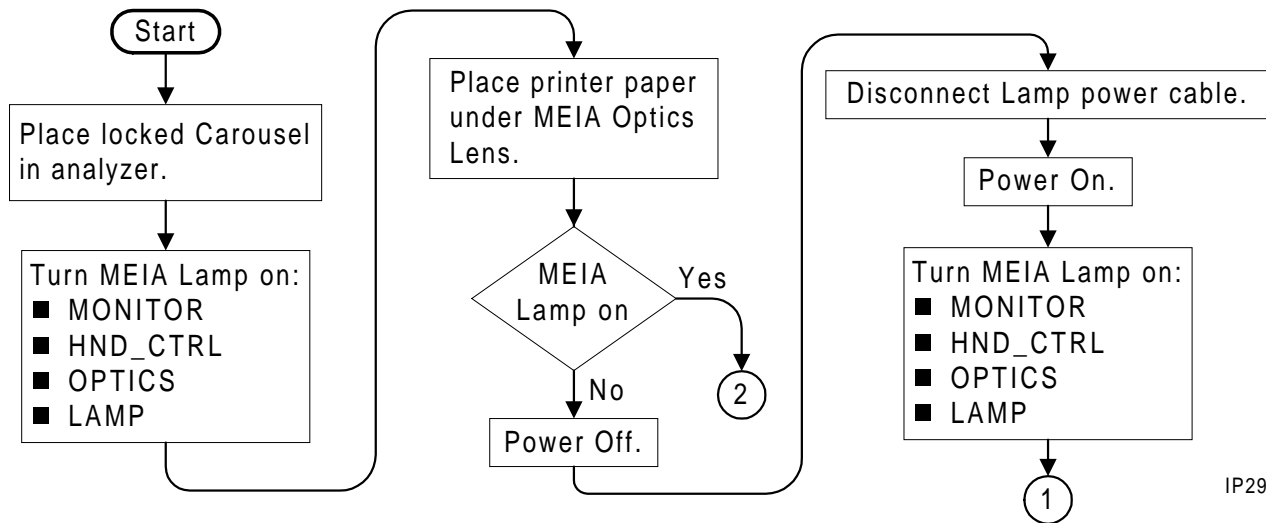 Start
Place locked Carousel
in analyzer.
Turn MEIA Lamp on:
■ MONITOR
■ HND_CTRL
■ OPTICS
■ LAMP
Place printer paper
under MEIA Optics
Lens.
MEIA
Lamp on
Yes
2
No
Power Off.
Disconnect Lamp power cable.
Power On.
Turn MEIA Lamp on:
■ MONITOR
■ HND_CTRL
■ OPTICS
■ LAMP
1
IP29